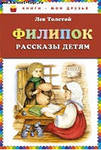 КНИГИ - МОИ ДРУЗЬЯ
Лев Толстой
ФИЛИПОК
РАССКАЗЫ ДЕТЯМ